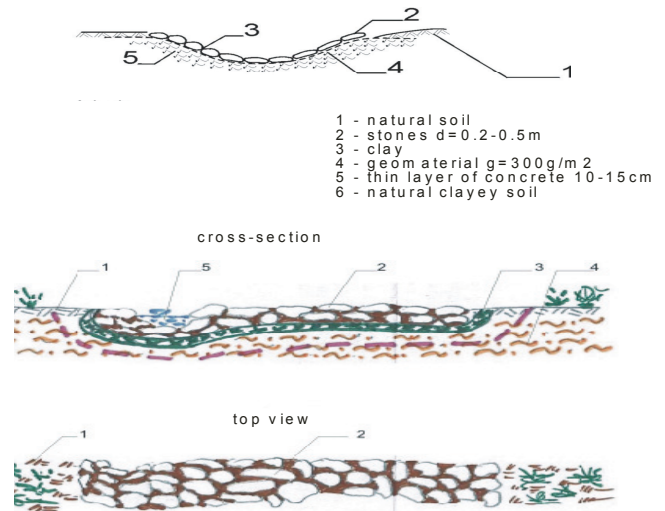 2
3
5
4
1
1 - natural soil
2 - stones d=0.2-0.5m
3 - clay
4 - geomaterial g=300g/m2
5 - thin layer of concrete 10-15cm
6 - natural clayey soil
cross-section
1 5 2 3 4
top view
1 2